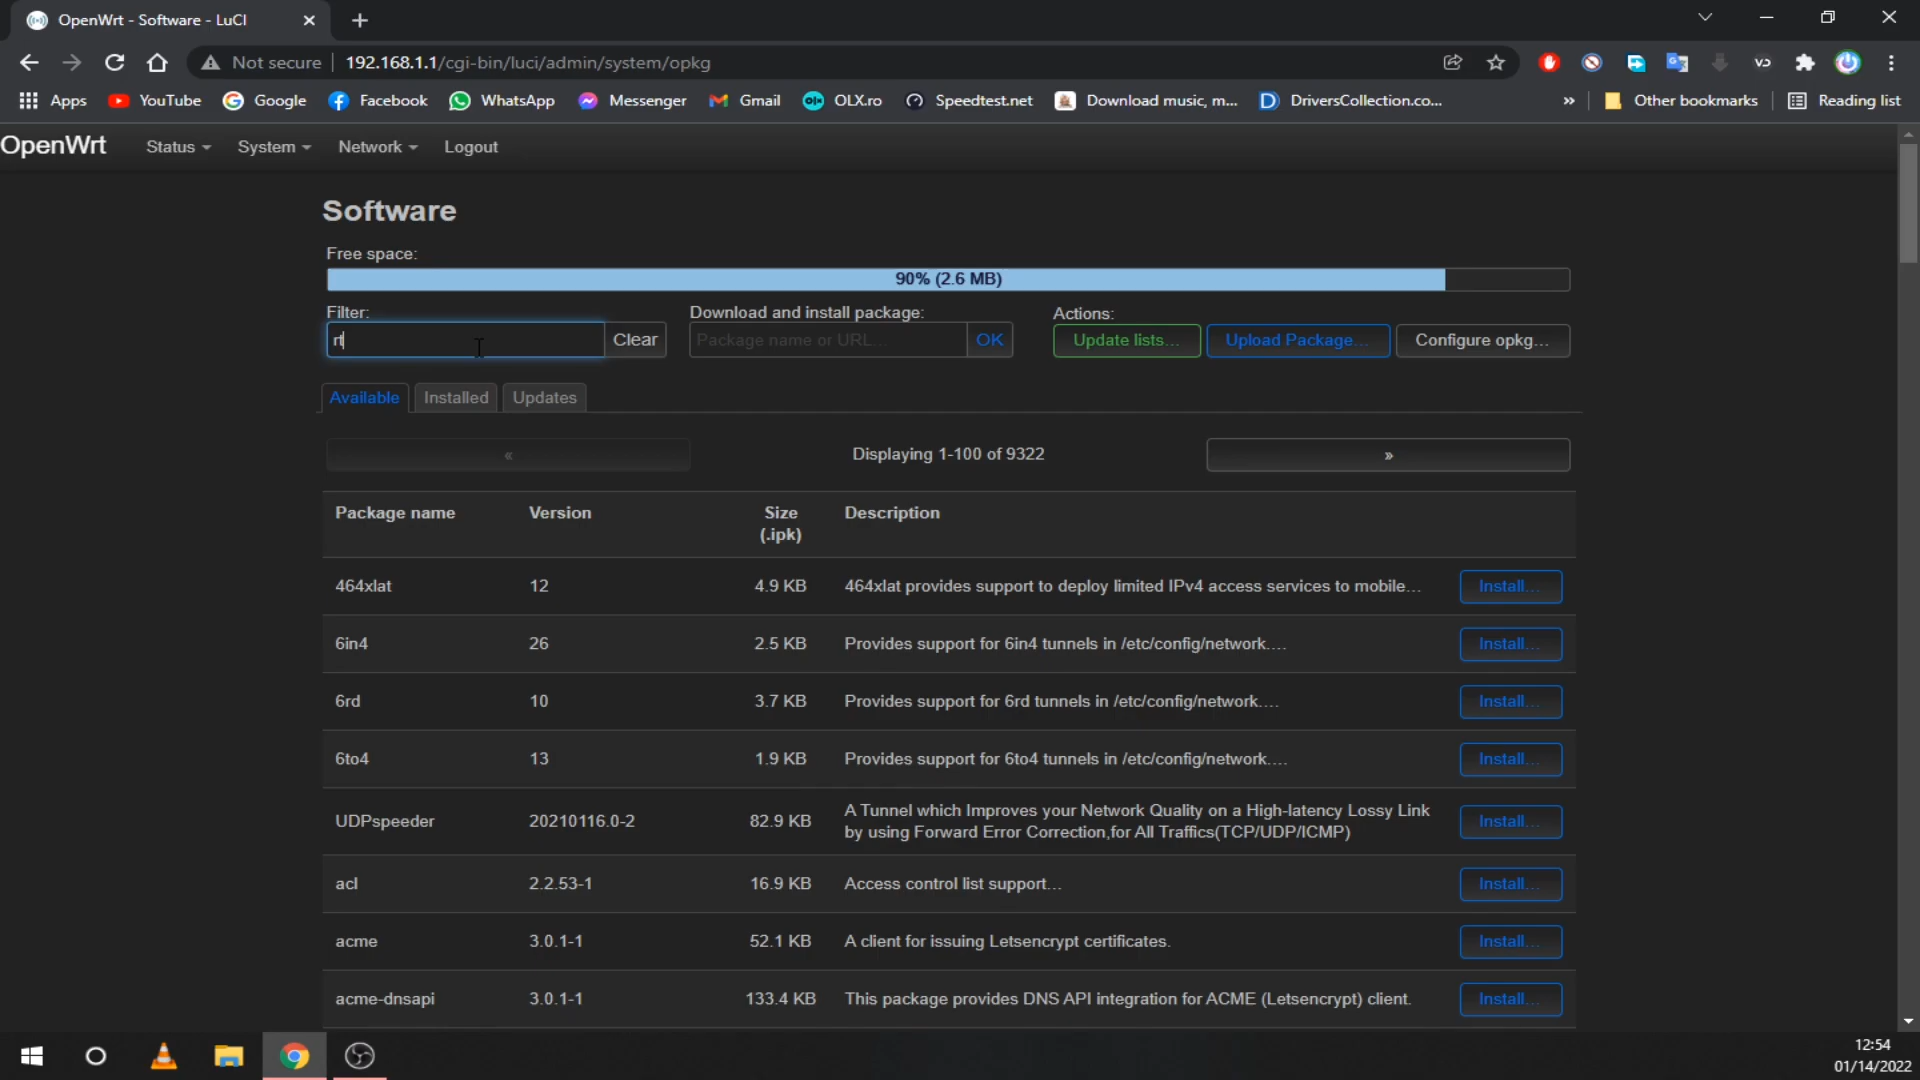 OpenWrt - Software - LuCI
Not secure 192.168.1.1/cgi-bin/luci/admin/system/opkg
Apps YouTube Google Facebook WhatsApp Messenger Gmail OLX.ro Speedtest.net Download music, m... DriversCollection.co... » Other bookmarks Reading list
OpenWrt Status System Network Logout
Software
Free space:
90% (2.6 MB)
Filter: Download and install package: Actions:
rt Clear Package name or URL... OK Update lists... Upload Package... Configure opkg...
Available Installed Updates
« Displaying 1-100 of 9322 »
Package name Version Size (.ipk) Description
464xlat 12 4.9 KB 464xlat provides support to deploy limited IPv4 access services to mobile... Install...
6in4 26 2.5 KB Provides support for 6in4 tunnels in /etc/config/network.... Install...
6rd 10 3.7 KB Provides support for 6rd tunnels in /etc/config/network.... Install...
6to4 13 1.9 KB Provides support for 6to4 tunnels in /etc/config/network.... Install...
UDPspeeder 20210116.0-2 82.9 KB A Tunnel which Improves your Network Quality on a High-latency Lossy Link
by using Forward Error Correction,for All Traffics(TCP/UDP/ICMP) Install...
acl 2.2.53-1 16.9 KB Access control list support... Install...
acme 3.0.1-1 52.1 KB A client for issuing Letsencrypt certificates. Install...
acme-dnsapi 3.0.1-1 133.4 KB This package provides DNS API integration for ACME (Letsencrypt) client. Install...
12:54
01/14/2022